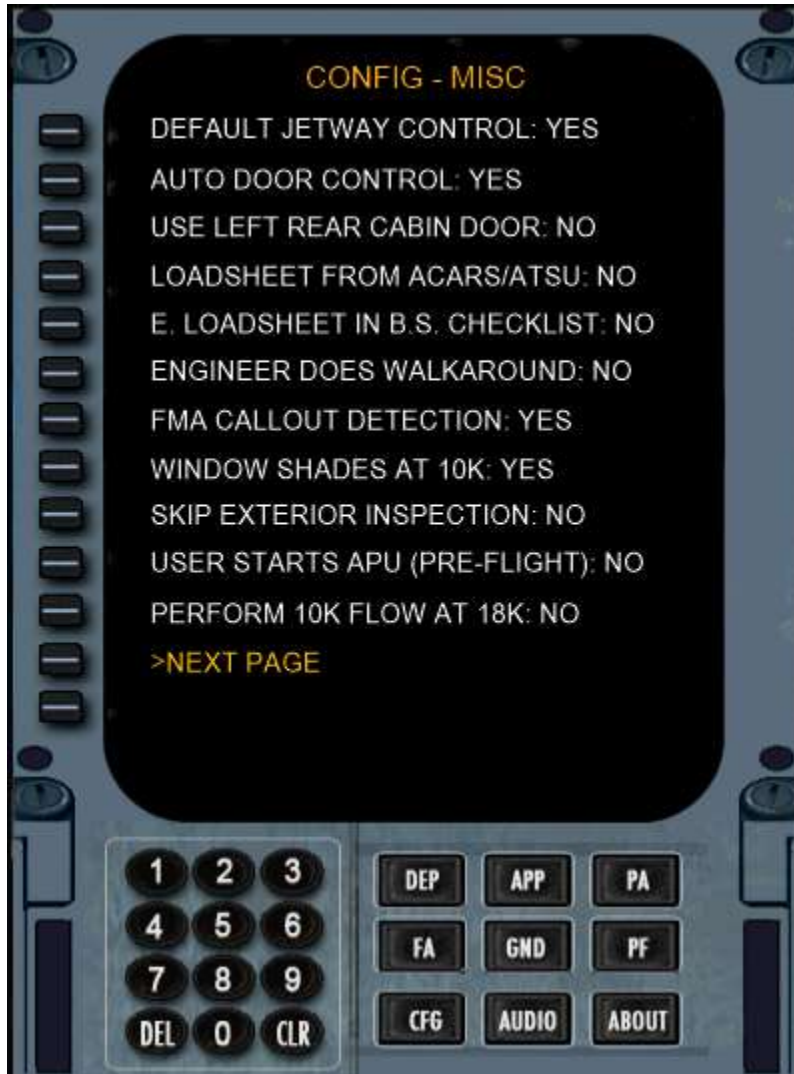 CONFIG - MISC
DEFAULT JETWAY CONTROL: YES
AUTO DOOR CONTROL: YES
USE LEFT REAR CABIN DOOR: NO
LOADSHEET FROM ACARS/ATSU: NO
E. LOADSHEET IN B.S. CHECKLIST: NO
ENGINEER DOES WALKAROUND: NO
FMA CALLOUT DETECTION: YES
WINDOW SHADES AT 10K: YES
SKIP EXTERIOR INSPECTION: NO
USER STARTS APU (PRE-FLIGHT): NO
PERFORM 10K FLOW AT 18K: NO
>NEXT PAGE
1 2 3
4 5 6
7 8 9
DEL 0 CLR
DEP APP PA
FA GND PF
CFG AUDIO ABOUT